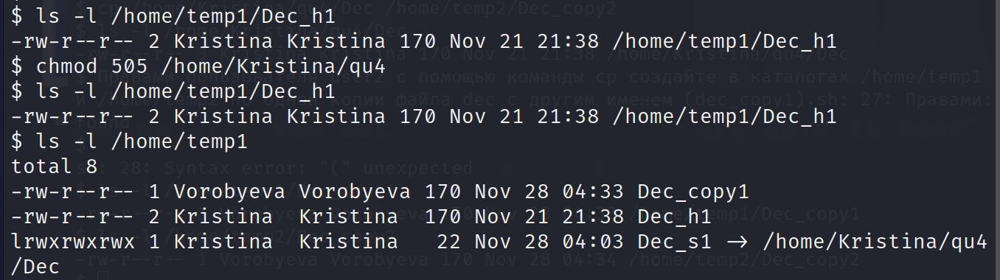 $ ls -l /home/temp1/Dec_h1
-rw-r--r-- 2 Kristina Kristina 170 Nov 21 21:38 /home/temp1/Dec_h1
$ chmod 505 /home/Kristina/qu4
$ ls -l /home/temp1/Dec_h1
-rw-r--r-- 2 Kristina Kristina 170 Nov 21 21:38 /home/temp1/Dec_h1
$ ls -l /home/temp1
total 8
-rw-r--r-- 1 Vorobyeva Vorobyeva 170 Nov 28 04:33 Dec_copy1
-rw-r--r-- 2 Kristina  Kristina  170 Nov 21 21:38 Dec_h1
lrwxrwxrwx 1 Kristina  Kristina   22 Nov 28 04:03 Dec_s1 -> /home/Kristina/qu4
/Dec